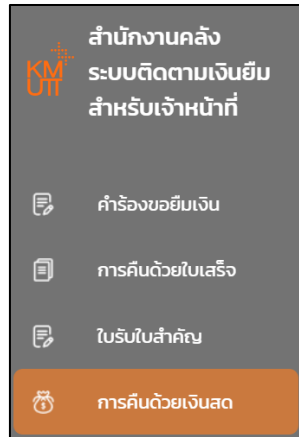 สำนักงานคลัง
KMUTT
ระบบติดตามเงินยืม
สำหรับเจ้าหน้าที่
คำร้องขอยืมเงิน
การคืนด้วยใบเสร็จ
ใบรับใบสำคัญ
การคืนด้วยเงินสด